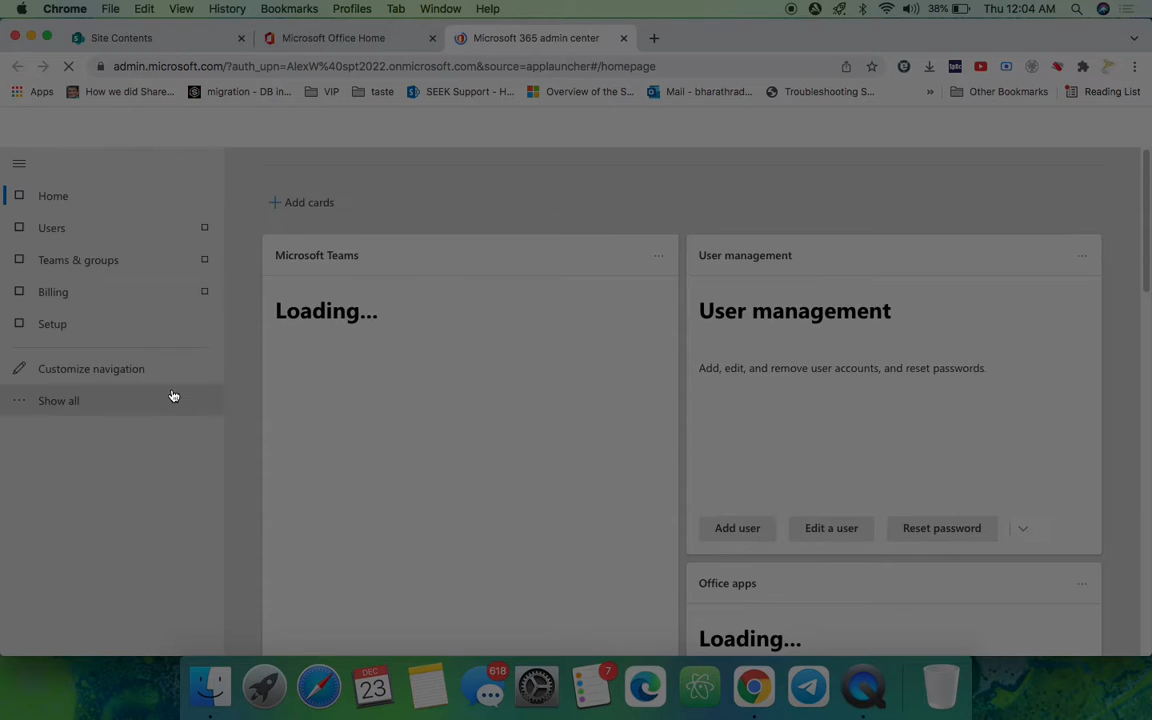 Chrome File Edit View History Bookmarks Profiles Tab Window Help 38% Thu 12:04 AM
Site Contents Microsoft Office Home Microsoft 365 admin center
admin.microsoft.com/?auth_upn=AlexW%40spt2022.onmicrosoft.com&source=applauncher#/homepage
Apps How we did Share... migration - DB in... VIP taste SEEK Support - H... Overview of the S... Mail - bharathrad... Troubleshooting S... » Other Bookmarks Reading List
Home
Users
Teams & groups
Billing
Setup
Customize navigation
Show all
Add cards
Microsoft Teams
Loading...
User management
User management
Add, edit, and remove user accounts, and reset passwords.
Add user Edit a user Reset password
Office apps
Loading...
DEC
23
618
7